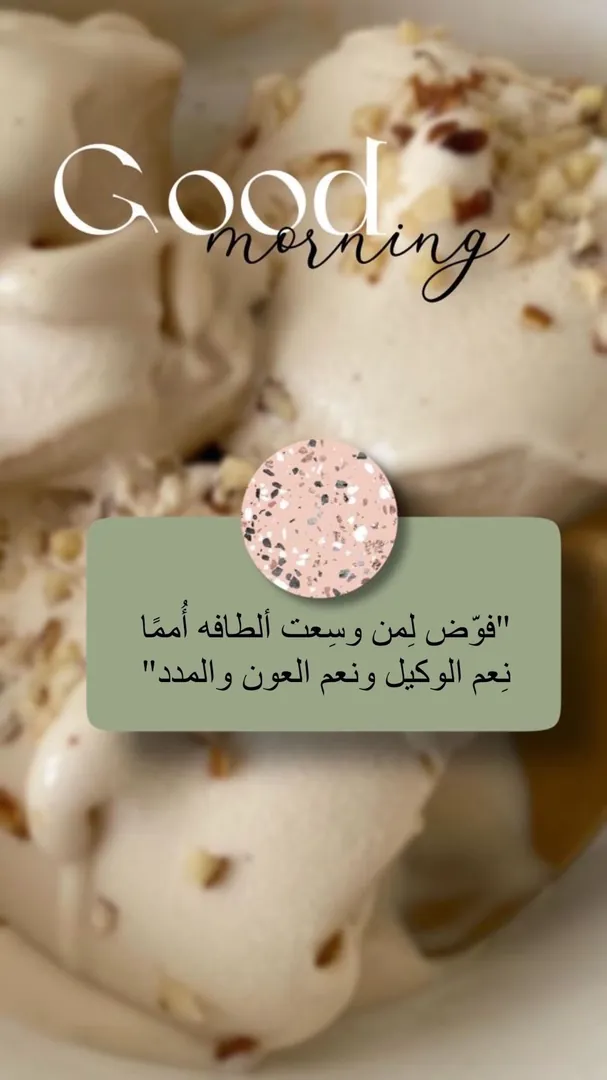 Good
morning
"فوّض لِمن وسِعت ألطافه أُممًا
نِعم الوكيل ونعم العون والمدد"